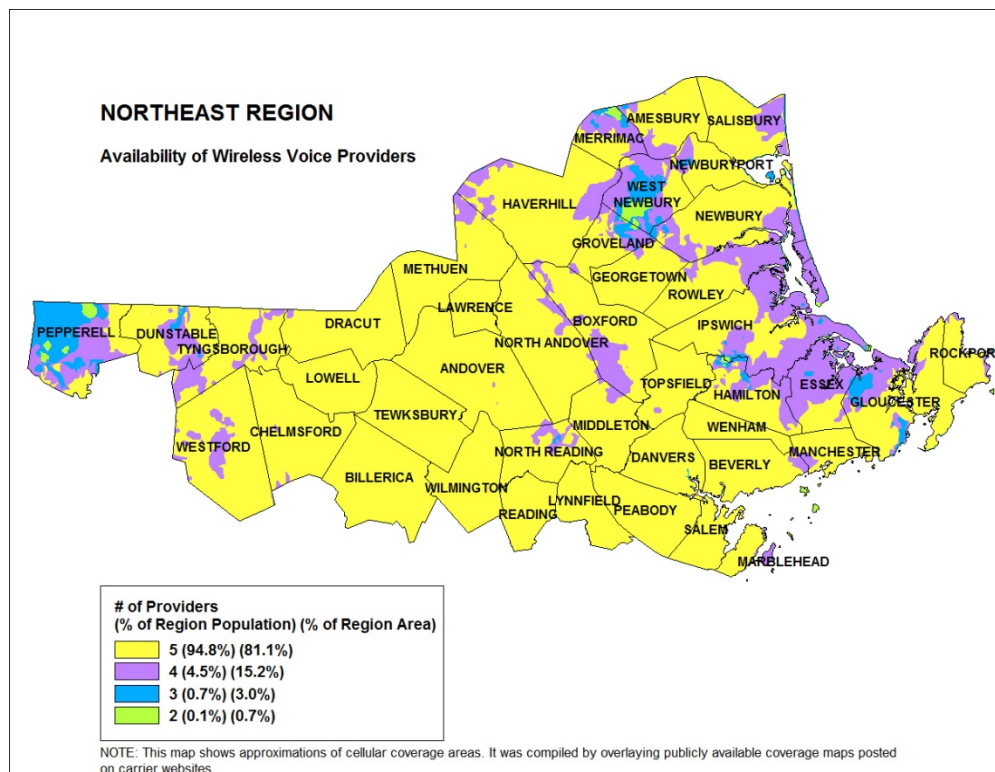 NORTHEAST REGION
Availability of Wireless Voice Providers
AMESBURY
SALISBURY
MERRIMAC
NEWBURYPORT
WEST
NEWBURY
HAVERHILL
NEWBURY
GROVELAND
METHUEN
GEORGETOWN
ROWLEY
LAWRENCE
PEPPERELL
DUNSTABLE
TYNGSBOROUGH
DRACUT
BOXFORD
IPSWICH
NORTH ANDOVER
ROCKPOR
ANDOVER
LOWELL
TOPSFIELD
HAMILTON
ESSEX
GLOUCESTER
TEWKSBURY
CHELMSFORD
MIDDLETON
WENHAM
WESTFORD
NORTH READING
MANCHESTER
DANVERS
BEVERLY
BILLERICA
WILMINGTON
LYNNFIELD
READING
PEABODY
SALEM
MARBLEHEAD
# of Providers
(% of Region Population) (% of Region Area)
5 (94.8%) (81.1%)
4 (4.5%) (15.2%)
3 (0.7%) (3.0%)
2 (0.1%) (0.7%)
NOTE: This map shows approximations of cellular coverage areas. It was compiled by overlaying publicly available coverage maps posted
on carrier websites